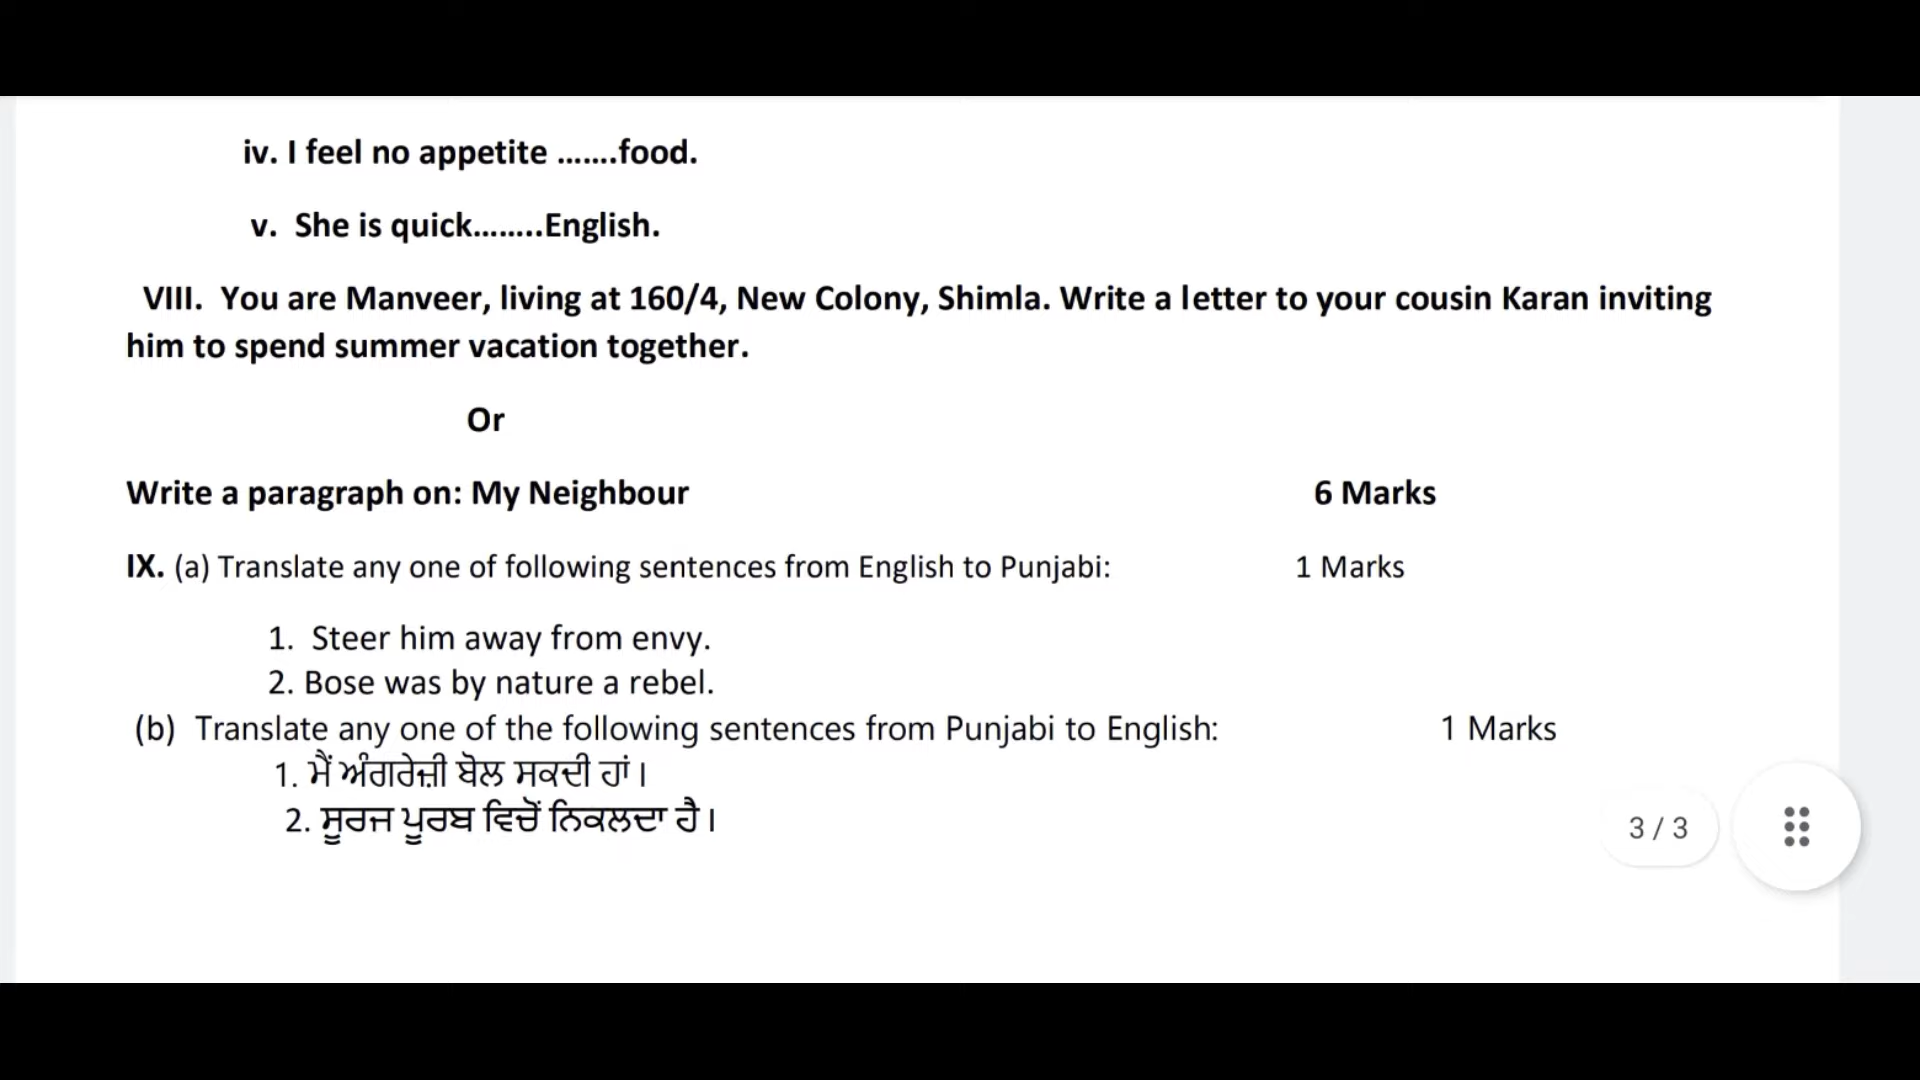 iv. I feel no appetite .......food.
v. She is quick........English.
VIII. You are Manveer, living at 160/4, New Colony, Shimla. Write a letter to your cousin Karan inviting
him to spend summer vacation together.
Or
Write a paragraph on: My Neighbour 6 Marks
IX. (a) Translate any one of following sentences from English to Punjabi: 1 Marks
1. Steer him away from envy.
2. Bose was by nature a rebel.
(b) Translate any one of the following sentences from Punjabi to English: 1 Marks
1. ਮੈਂ ਅੰਗਰੇਜ਼ੀ ਬੋਲ ਸਕਦੀ ਹਾਂ।
2. ਸੂਰਜ ਪੂਰਬ ਵਿਚੋਂ ਨਿਕਲਦਾ ਹੈ।
3 / 3